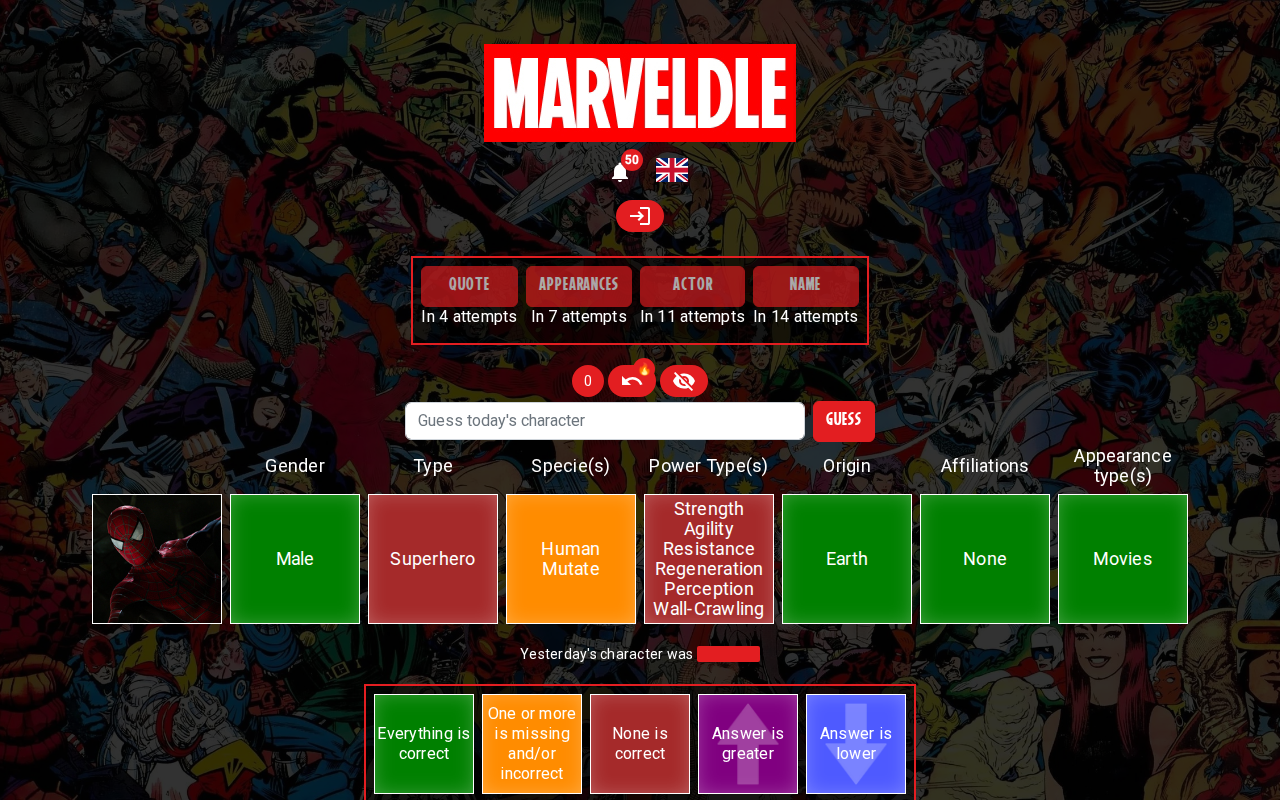 MARVELDLE
50
QUOTE APPEARANCES ACTOR NAME
In 4 attempts In 7 attempts In 11 attempts In 14 attempts
0
Guess today's character GUESS
Gender Type Specie(s) Power Type(s) Origin Affiliations Appearance
type(s)
Male
Superhero
Human
Mutate
Strength
Agility
Resistance
Regeneration
Perception
Wall-Crawling
Earth
None
Movies
Yesterday's character was
Everything is
correct
One or more
is missing
and/or
incorrect
None is
correct
Answer is
greater
Answer is
lower